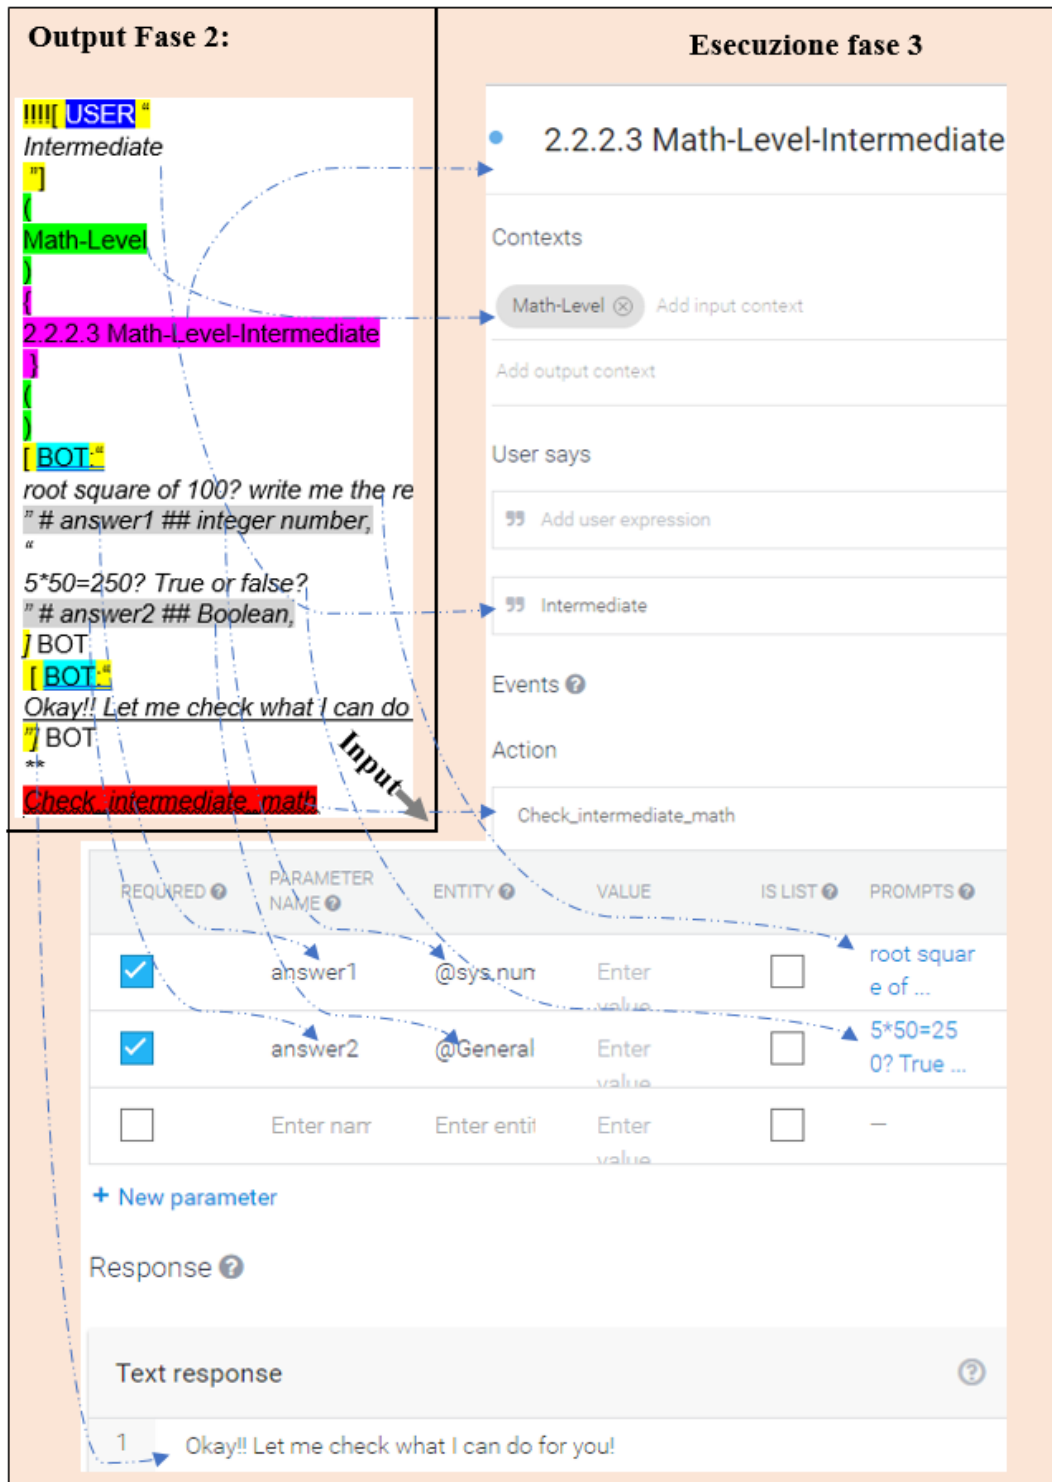 Output Fase 2:
!!!![ USER “
Intermediate
”]
(
Math-Level
)
{
2.2.2.3 Math-Level-Intermediate
}
(
)
[ BOT:“
root square of 100? write me the re
” # answer1 ## integer number,
“
5*50=250? True or false?
” # answer2 ## Boolean,
] BOT
[ BOT:“
Okay!! Let me check what I can do
”] BOT
**
Check_intermediate_math
Input
Esecuzione fase 3
2.2.2.3 Math-Level-Intermediate
Contexts
Math-Level Add input context
Add output context
User says
Add user expression
Intermediate
Events
Action
Check_intermediate_math
REQUIRED PARAMETER NAME ENTITY VALUE IS LIST PROMPTS
answer1 @sys.num Enter value root squar
e of ...
answer2 @General Enter value 5*50=25
0? True ...
Enter nam Enter entit Enter value –
+ New parameter
Response
Text response
1 Okay!! Let me check what I can do for you!